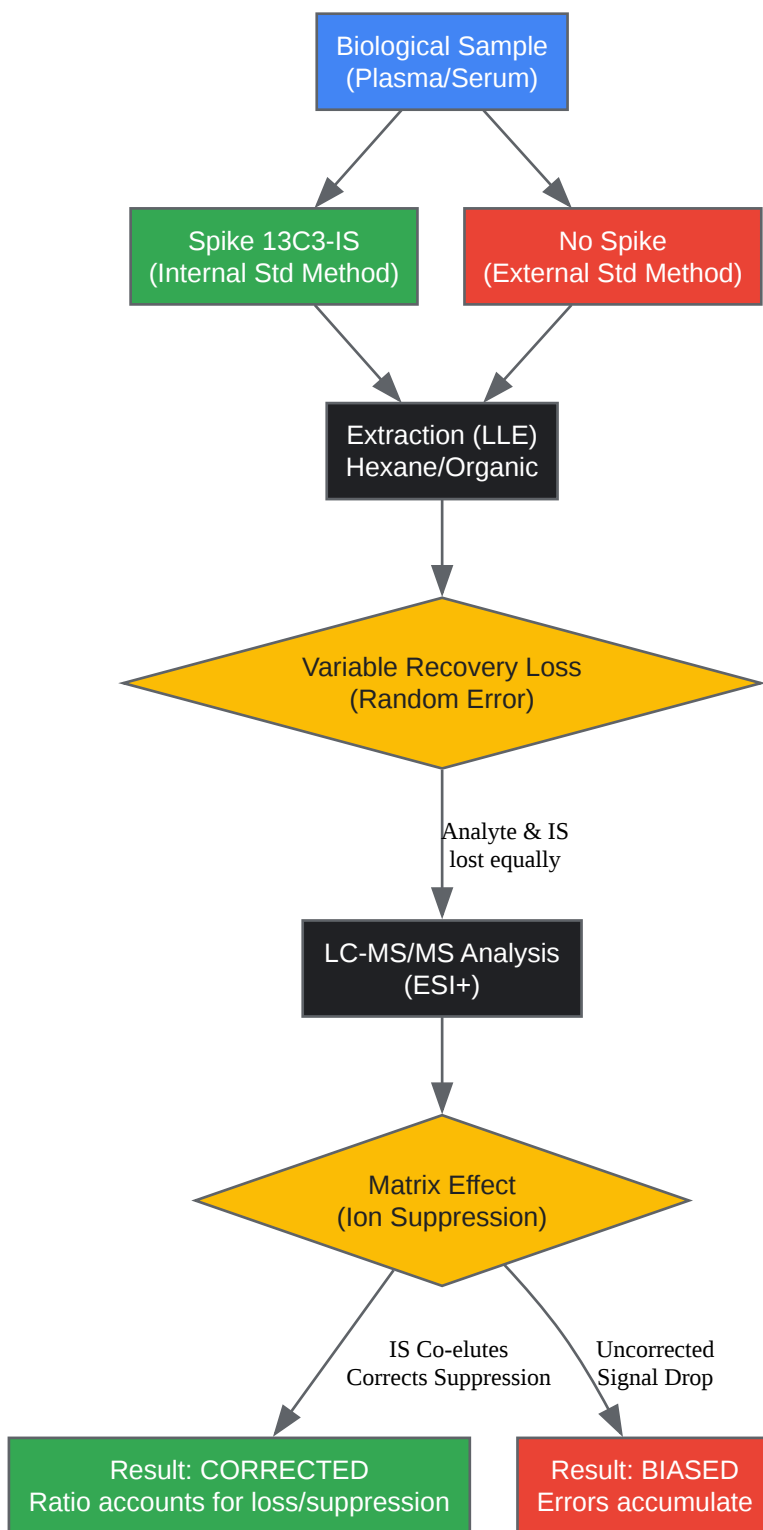 Biological Sample
(Plasma/Serum)
Spike 13C3-IS
(Internal Std Method)
No Spike
(External Std Method)
Extraction (LLE)
Hexane/Organic
Variable Recovery Loss
(Random Error)
Analyte & IS
lost equally
LC-MS/MS Analysis
(ESI+)
Matrix Effect
(Ion Suppression)
IS Co-elutes
Corrects Suppression
Uncorrected
Signal Drop
Result: CORRECTED
Ratio accounts for loss/suppression
Result: BIASED
Errors accumulate